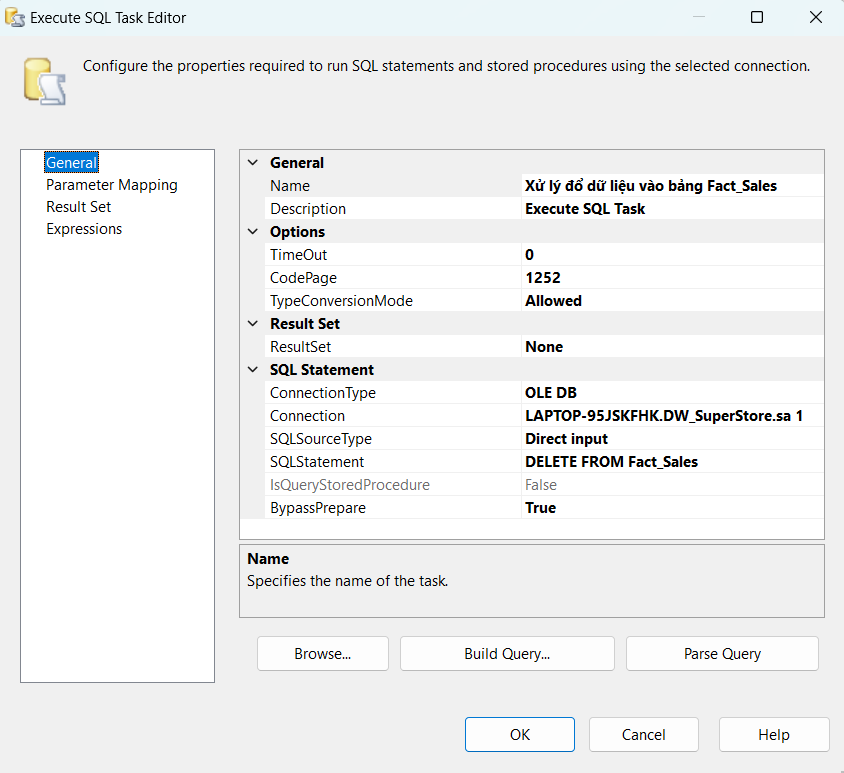 Execute SQL Task Editor
Configure the properties required to run SQL statements and stored procedures using the selected connection.
General
Parameter Mapping
Result Set
Expressions
General
Name Xử lý đổ dữ liệu vào bảng Fact_Sales
Description Execute SQL Task
Options
TimeOut 0
CodePage 1252
TypeConversionMode Allowed
Result Set
ResultSet None
SQL Statement
ConnectionType OLE DB
Connection LAPTOP-95JSKFHK.DW_SuperStore.sa 1
SQLSourceType Direct input
SQLStatement DELETE FROM Fact_Sales
IsQueryStoredProcedure False
BypassPrepare True
Name
Specifies the name of the task.
Browse... Build Query... Parse Query
OK Cancel Help